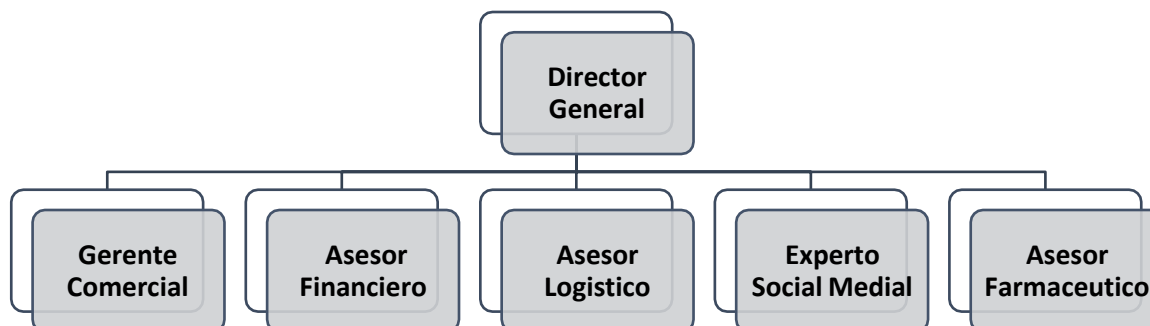 Director
General
Gerente
Comercial
Asesor
Financiero
Asesor
Logistico
Experto
Social Medial
Asesor
Farmaceutico